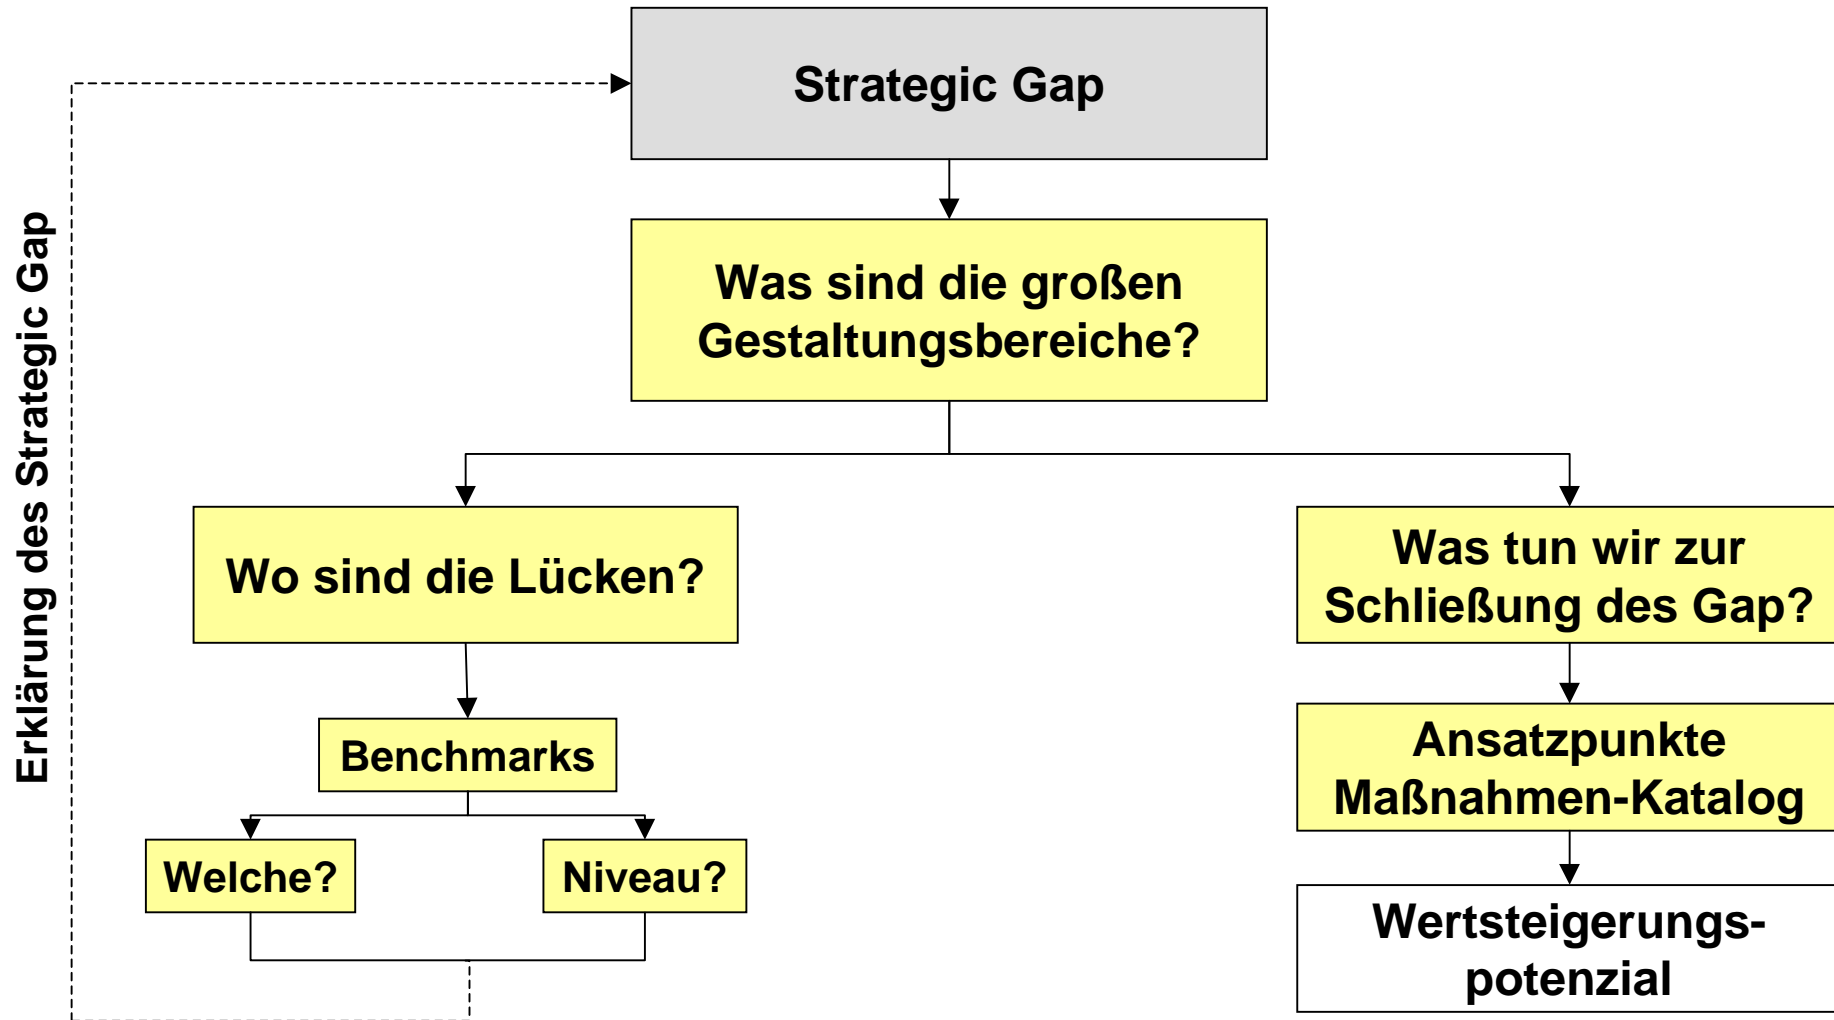 Strategic Gap
Was sind die großen
Gestaltungsbereiche?
Wo sind die Lücken?
Benchmarks
Welche?
Niveau?
Was tun wir zur
Schließung des Gap?
Ansatzpunkte
Maßnahmen-Katalog
Wertsteigerungs-
potenzial
Erklärung des Strategic Gap